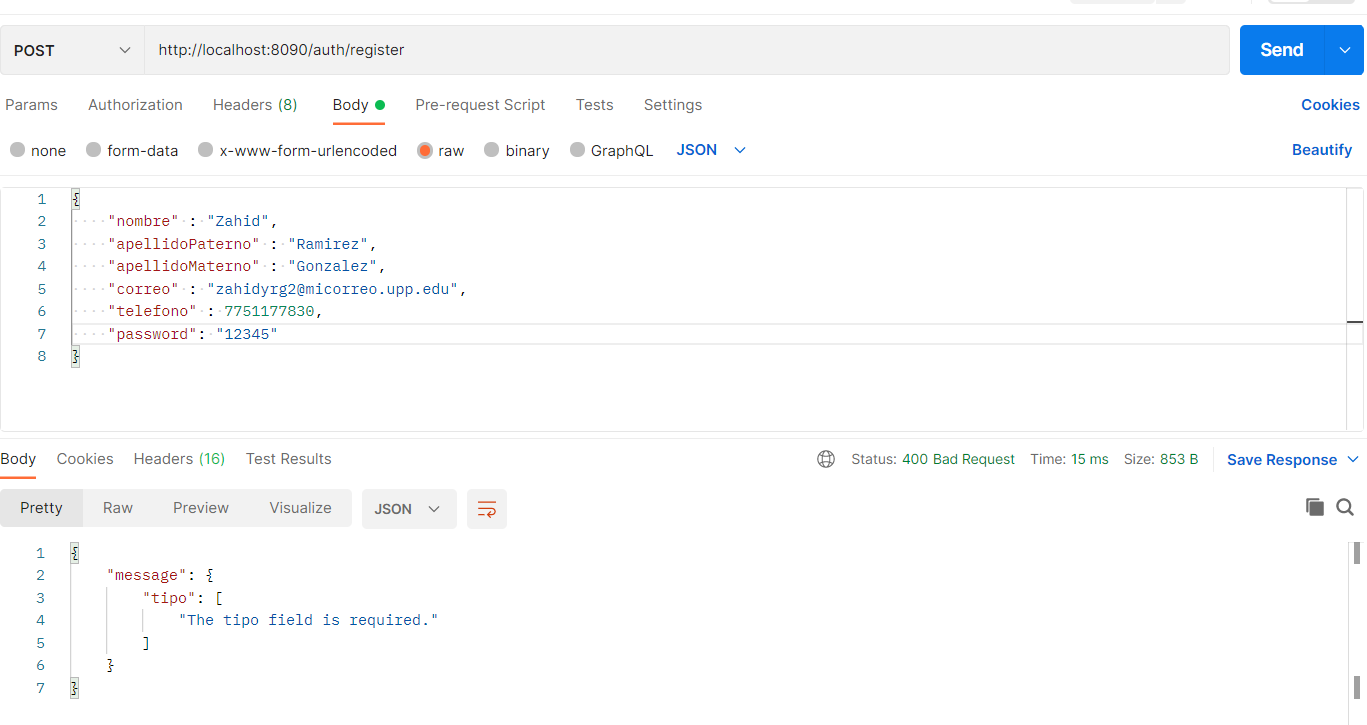 POST http://localhost:8090/auth/register Send
Params Authorization Headers (8) Body Pre-request Script Tests Settings Cookies
none form-data x-www-form-urlencoded raw binary GraphQL JSON Beautify
1 {
2 "nombre" : "Zahid",
3 "apellidoPaterno" : "Ramirez",
4 "apellidoMaterno" : "Gonzalez",
5 "correo" : "zahidyrg2@micorreo.upp.edu",
6 "telefono" : 7751177830,
7 "password": "12345"
8 }
Body Cookies Headers (16) Test Results Status: 400 Bad Request Time: 15 ms Size: 853 B Save Response
Pretty Raw Preview Visualize JSON
1 {
2 "message": {
3 "tipo": [
4 "The tipo field is required."
5 ]
6 }
7 }